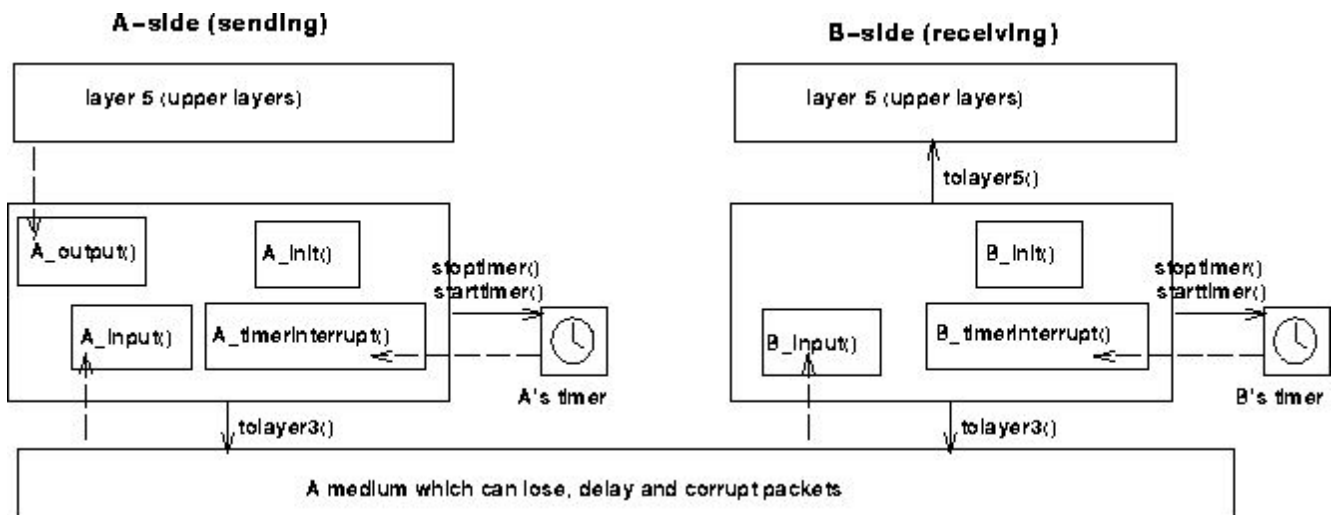 A-side (sending)
B-side (receiving)
layer 5 (upper layers)
layer 5 (upper layers)
tolayer5()
A_output()
A_init()
B_init()
stoptimer()
starttimer()
stoptimer()
starttimer()
A_input()
A_timerinterrupt()
B_input()
B_timerinterrupt()
A's timer
B's timer
tolayer3()
tolayer3()
A medium which can lose, delay and corrupt packets